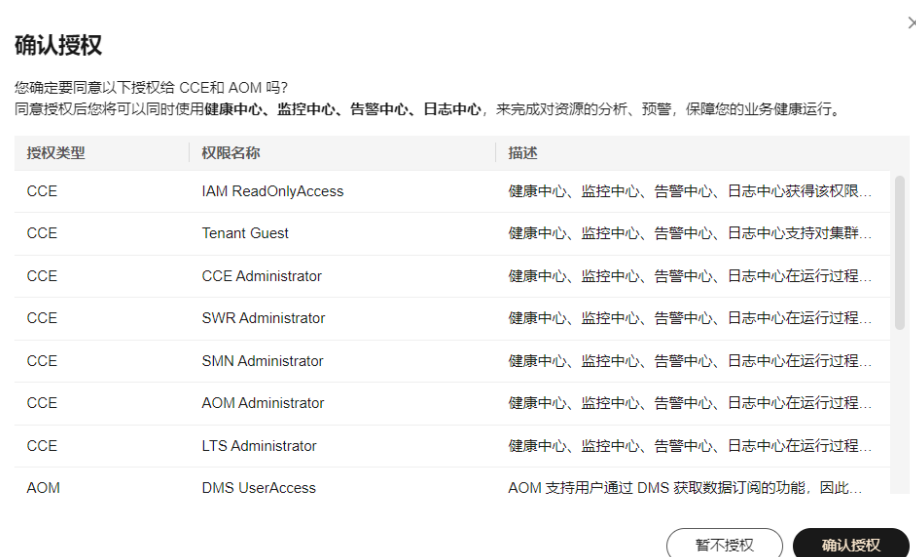 确认授权
您确定要同意以下授权给 CCE和 AOM 吗?
同意授权后您将可以同时使用健康中心、监控中心、告警中心、日志中心，来完成对资源的分析、预警，保障您的业务健康运行。
授权类型 权限名称 描述
CCE IAM ReadOnlyAccess 健康中心、监控中心、告警中心、日志中心获得该权限...
CCE Tenant Guest 健康中心、监控中心、告警中心、日志中心支持对集群...
CCE CCE Administrator 健康中心、监控中心、告警中心、日志中心在运行过程...
CCE SWR Administrator 健康中心、监控中心、告警中心、日志中心在运行过程...
CCE SMN Administrator 健康中心、监控中心、告警中心、日志中心在运行过程...
CCE AOM Administrator 健康中心、监控中心、告警中心、日志中心在运行过程...
CCE LTS Administrator 健康中心、监控中心、告警中心、日志中心在运行过程...
AOM DMS UserAccess AOM 支持用户通过 DMS 获取数据订阅的功能，因此...
暂不授权 确认授权